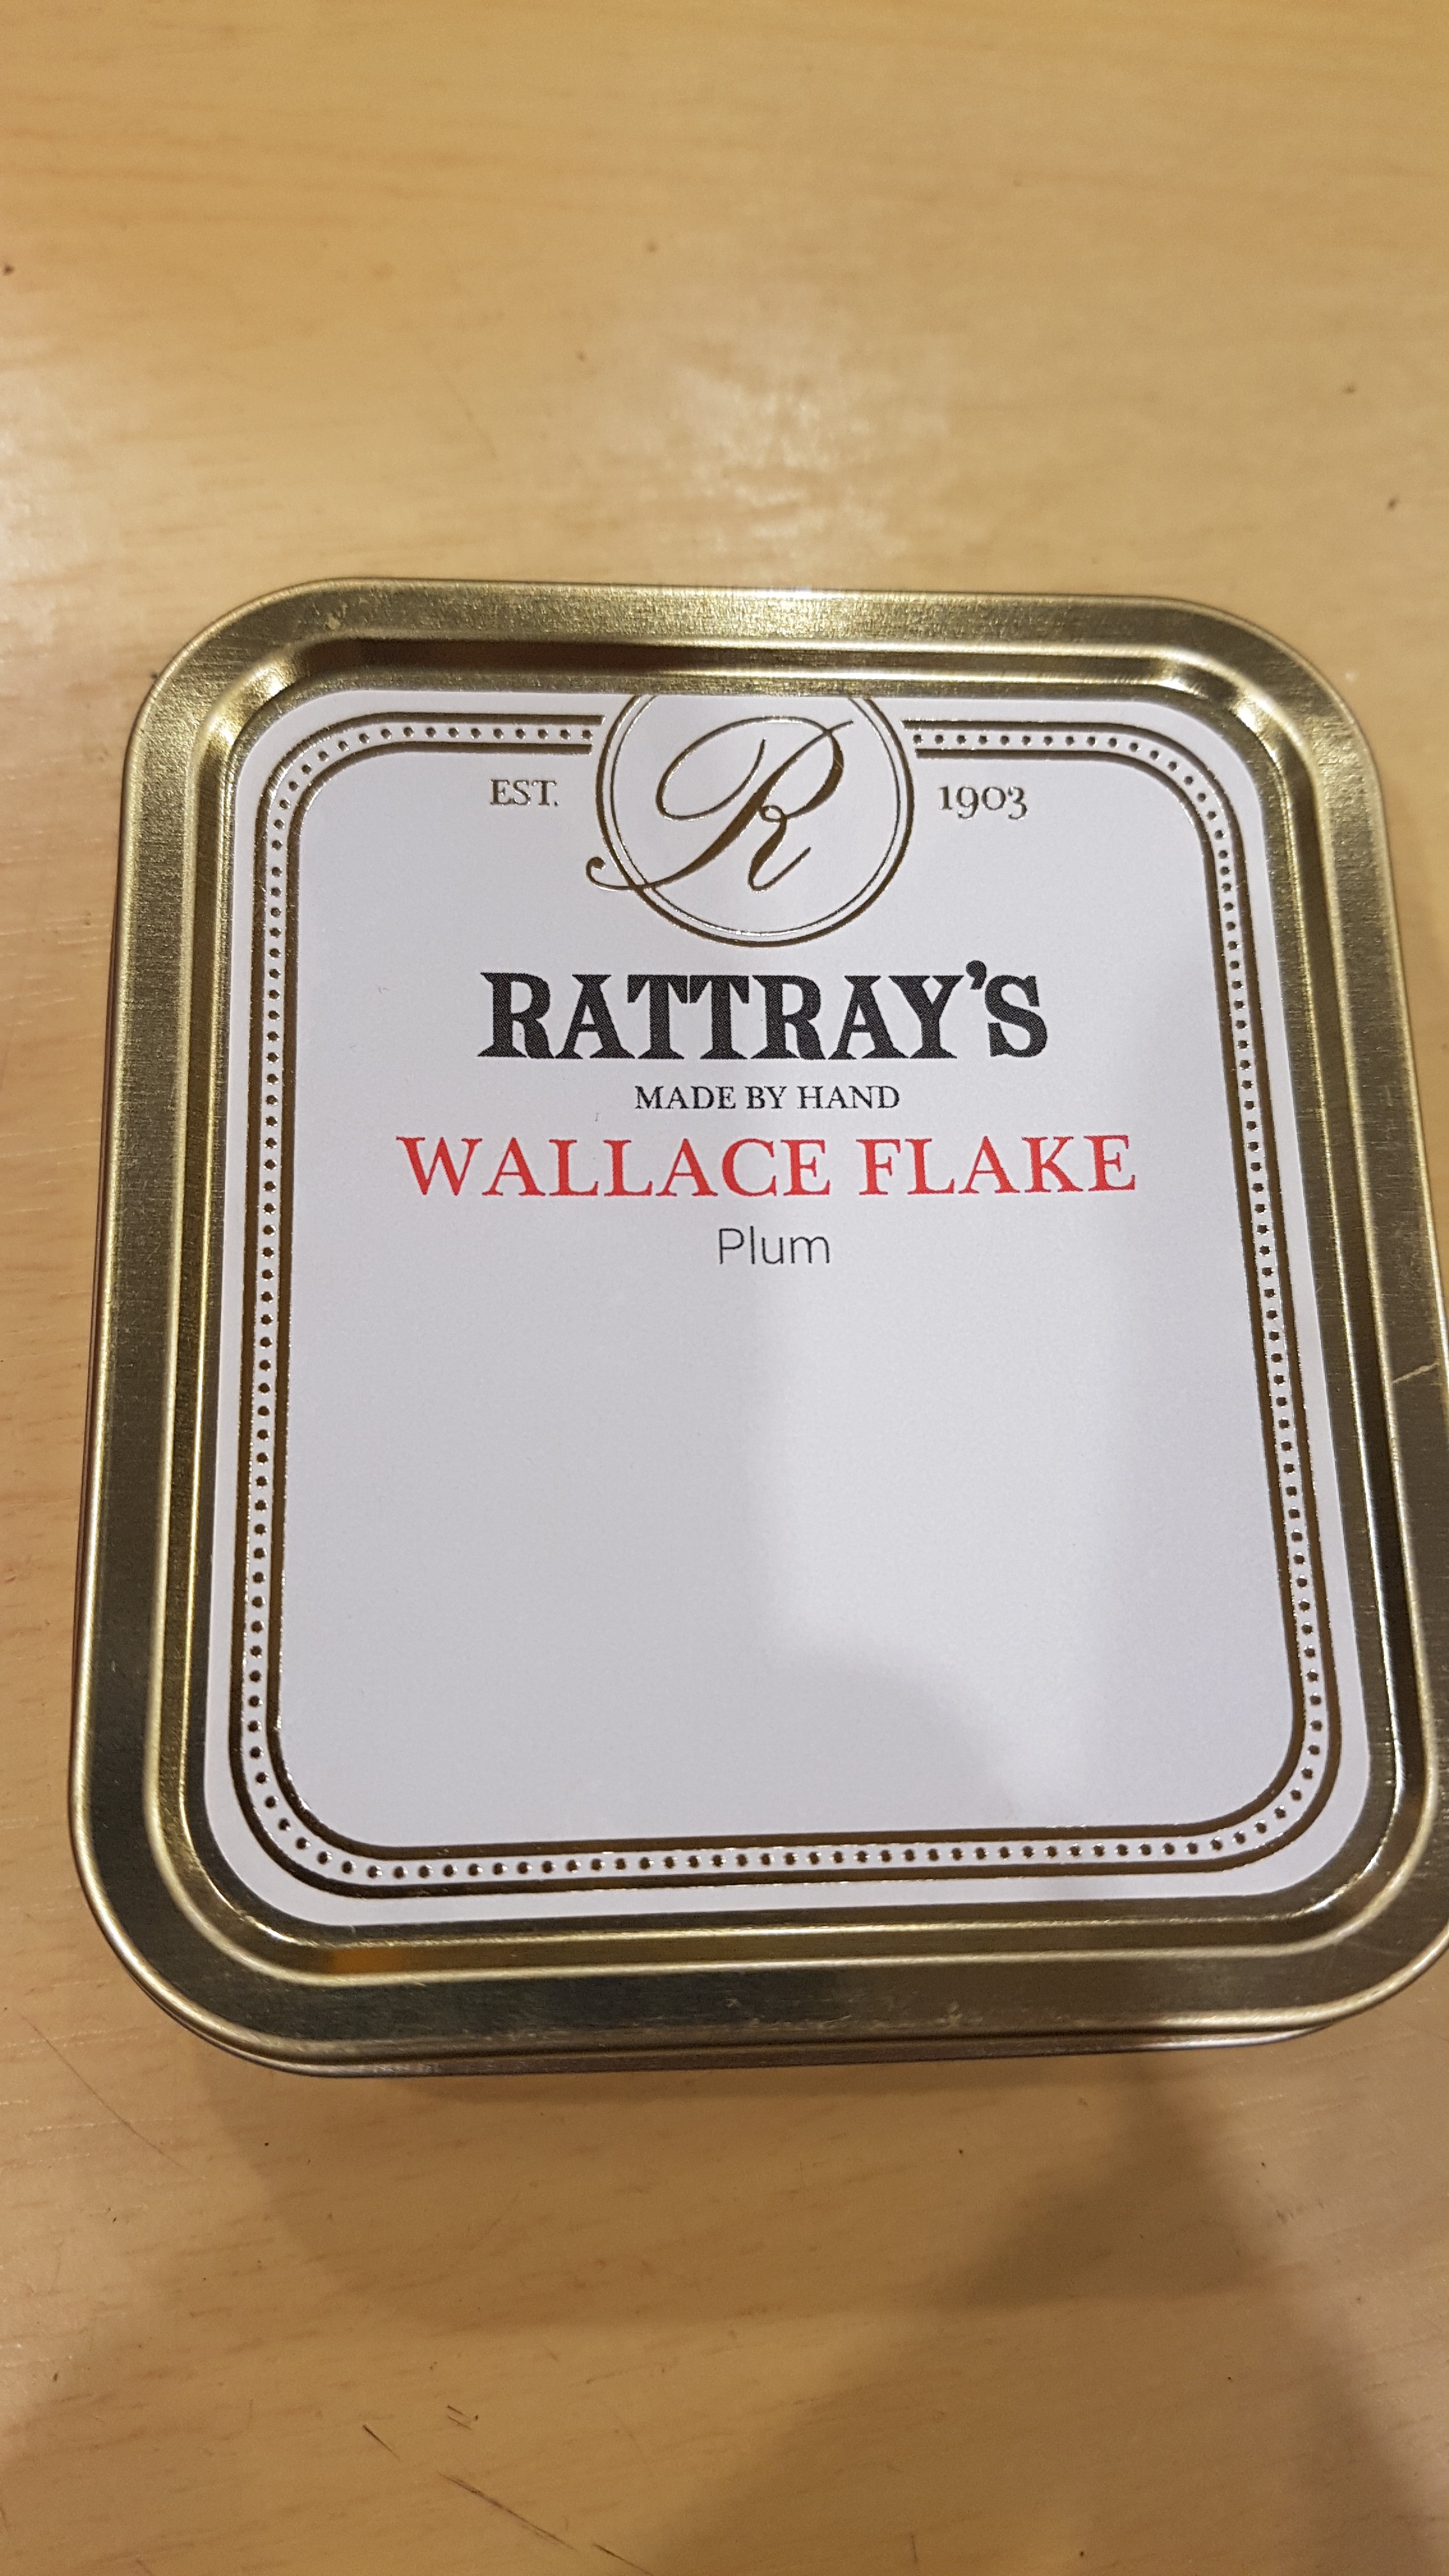 R
EST. 1903
RATTRAY'S
MADE BY HAND
WALLACE FLAKE
Plum